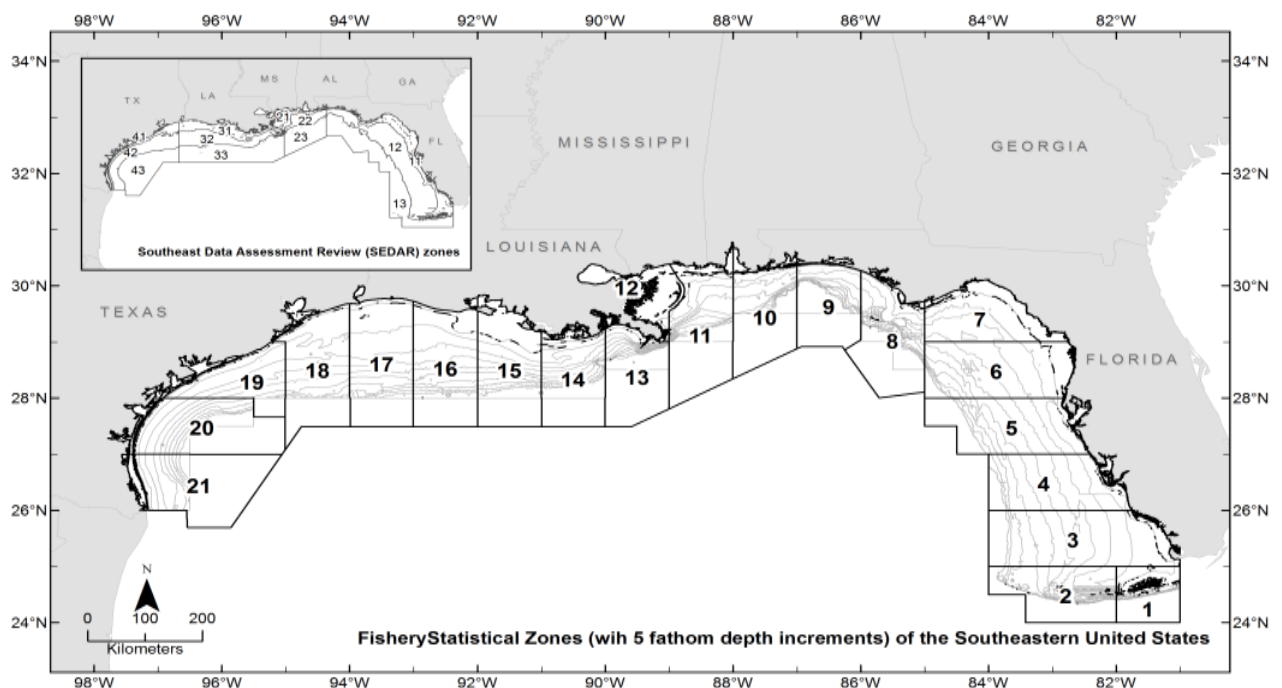 98°W 96°W 94°W 92°W 90°W 88°W 86°W 84°W 82°W
34°N 34°N
MS AL GA
TX LA
21 22
41 31
32 23 12 FL
42 33 11
43
13
Southeast Data Assessment Review (SEDAR) zones
MISSISSIPPI GEORGIA
32°N 32°N
LOUISIANA
30°N 30°N
TEXAS
12
11 10 9 8 7
FLORIDA
19 18 17 16 15 14 13 6
28°N 28°N
20 5
21 4
26°N 26°N
3
N
2 1
24°N 24°N
0 100 200
Kilometers
FisheryStatistical Zones (wih 5 fathom depth increments) of the Southeastern United States
98°W 96°W 94°W 92°W 90°W 88°W 86°W 84°W 82°W